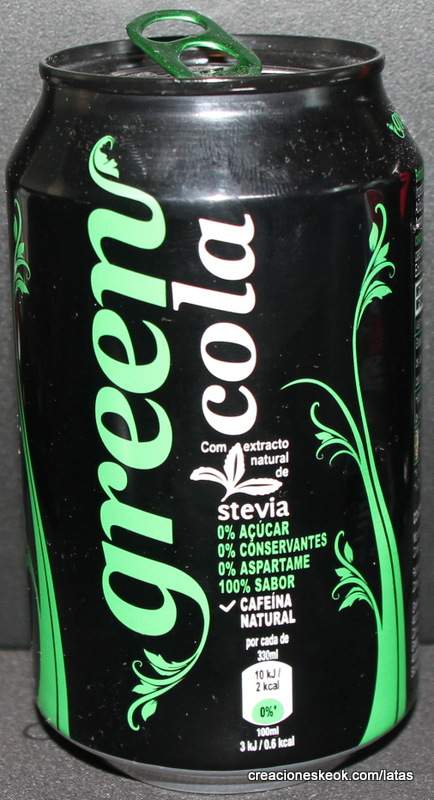 green
cola
Com extracto
natural
de
stevia
0% AÇÚCAR
0% CONSERVANTES
0% ASPARTAME
100% SABOR
✓ CAFEÍNA
NATURAL
por cada de
330ml
10 kJ /
2 kcal
0%*
100ml
3 kJ / 0.6 kcal
creacioneskeok.com/latas